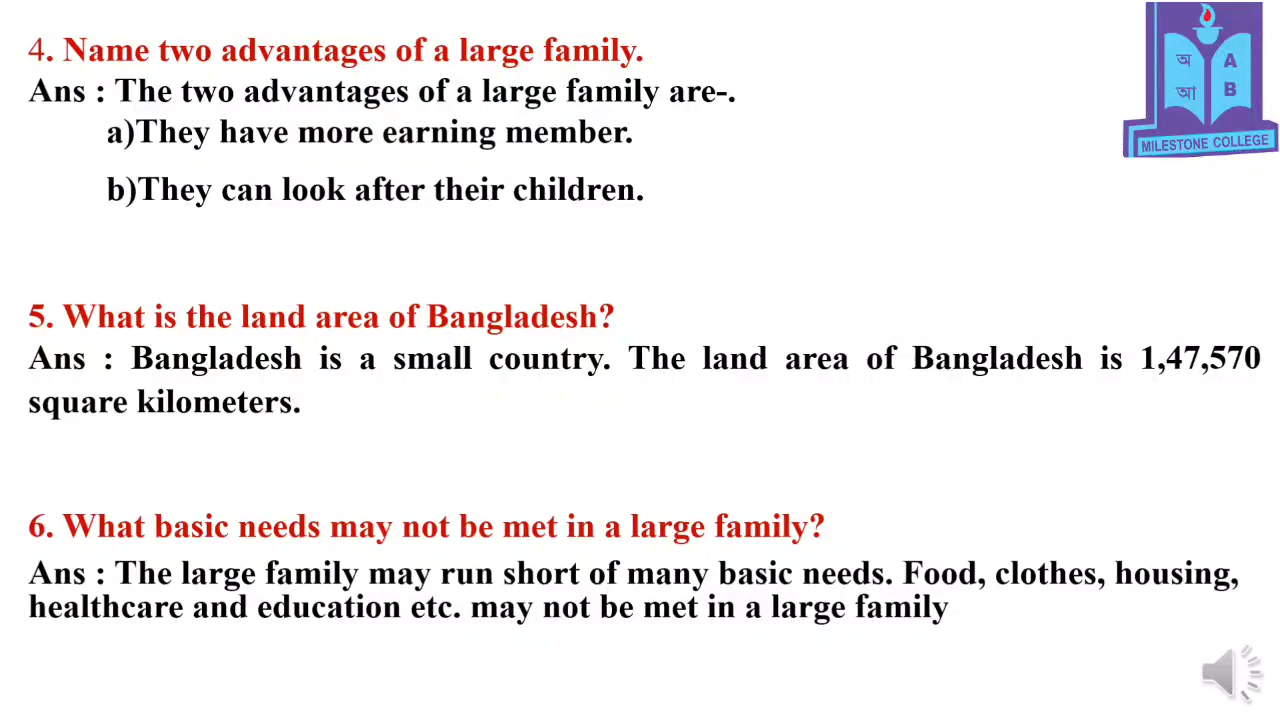 4. Name two advantages of a large family.
Ans : The two advantages of a large family are-.
a)They have more earning member.
b)They can look after their children.
5. What is the land area of Bangladesh?
Ans : Bangladesh is a small country. The land area of Bangladesh is 1,47,570
square kilometers.
6. What basic needs may not be met in a large family?
Ans : The large family may run short of many basic needs. Food, clothes, housing,
healthcare and education etc. may not be met in a large family
অ A
আ B
MILESTONE COLLEGE